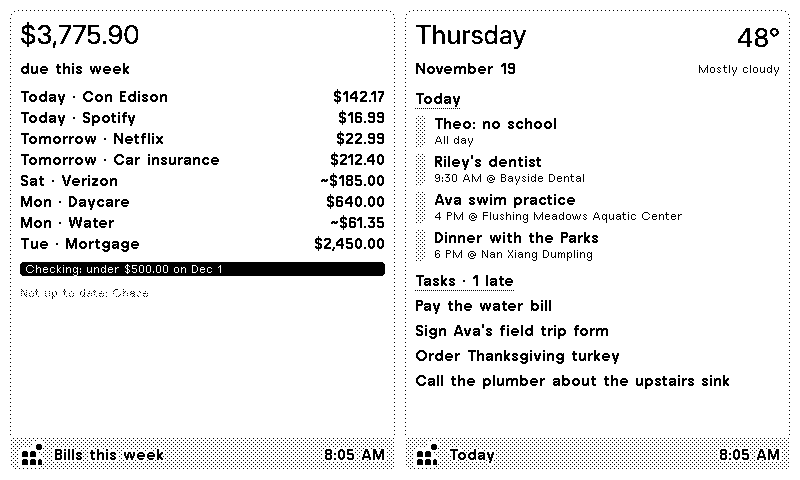 $3,775.90
due this week
Today · Con Edison $142.17
Today · Spotify $16.99
Tomorrow · Netflix $22.99
Tomorrow · Car insurance $212.40
Sat · Verizon ~$185.00
Mon · Daycare $640.00
Mon · Water ~$61.35
Tue · Mortgage $2,450.00
Checking: under $500.00 on Dec 1
Not up to date: Chase
Bills this week 8:05 AM
Thursday 48°
November 19 Mostly cloudy
Today
Theo: no school
All day
Riley's dentist
9:30 AM @ Bayside Dental
Ava swim practice
4 PM @ Flushing Meadows Aquatic Center
Dinner with the Parks
6 PM @ Nan Xiang Dumpling
Tasks · 1 late
Pay the water bill
Sign Ava's field trip form
Order Thanksgiving turkey
Call the plumber about the upstairs sink
Today 8:05 AM